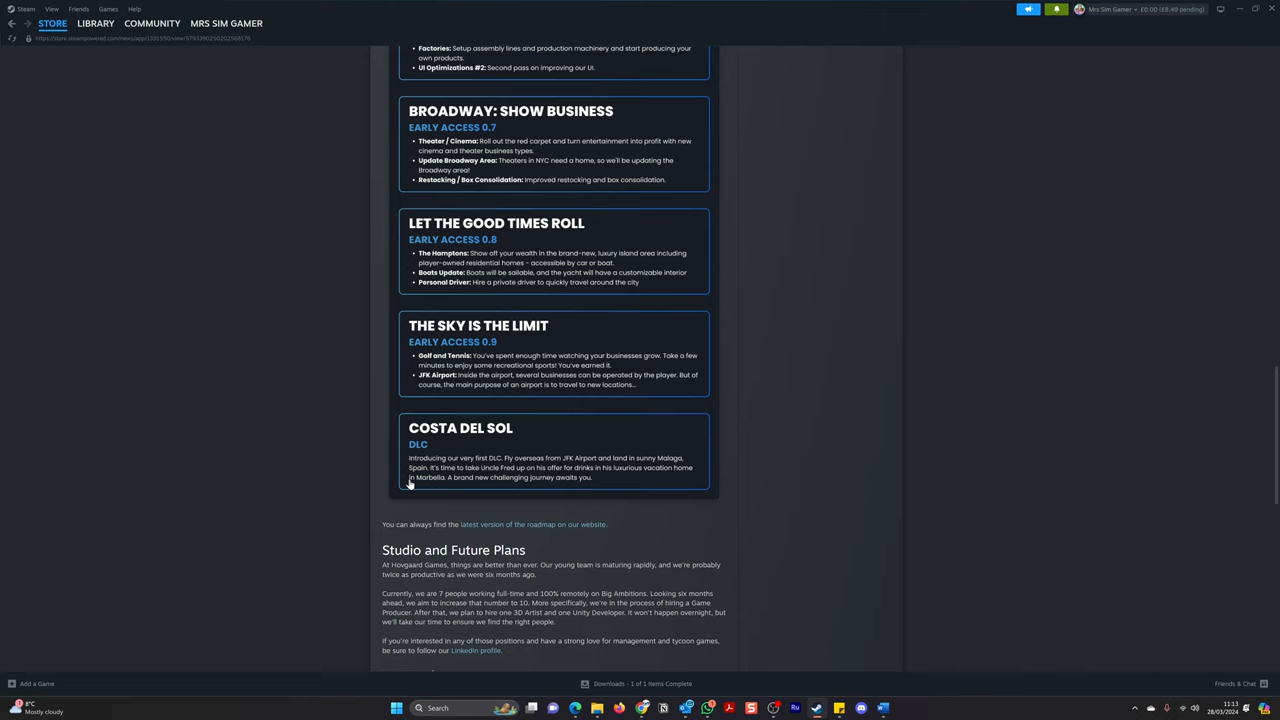 Steam View Friends Games Help
Mrs Sim Gamer £0.00 (£8.49 pending)
STORE LIBRARY COMMUNITY MRS SIM GAMER
• Factories: Setup assembly lines and production machinery and start producing your
own products.
• UI Optimizations #2: Second pass on improving our UI.
BROADWAY: SHOW BUSINESS
EARLY ACCESS 0.7
• Theater / Cinema: Roll out the red carpet and turn entertainment into profit with new
cinema and theater business types.
• Update Broadway Area: Theaters in NYC need a home, so we'll be updating the
Broadway area!
• Restocking / Box Consolidation: Improved restocking and box consolidation.
LET THE GOOD TIMES ROLL
EARLY ACCESS 0.8
• The Hamptons: Show off your wealth in the brand-new, luxury island area including
player-owned residential homes - accessible by car or boat.
• Boats Update: Boats will be sailable, and the yacht will have a customizable interior
• Personal Driver: Hire a private driver to quickly travel around the city
THE SKY IS THE LIMIT
EARLY ACCESS 0.9
• Golf and Tennis: You've spent enough time watching your businesses grow. Take a few
minutes to enjoy some recreational sports! You've earned it.
• JFK Airport: Inside the airport, several businesses can be operated by the player. But of
course, the main purpose of an airport is to travel to new locations...
COSTA DEL SOL
DLC
Introducing our very first DLC. Fly overseas from JFK Airport and land in sunny Malaga,
Spain. It's time to take Uncle Fred up on his offer for drinks in his luxurious vacation home
in Marbella. A brand new challenging journey awaits you.
You can always find the latest version of the roadmap on our website.
Studio and Future Plans
At Hovgaard Games, things are better than ever. Our young team is maturing rapidly, and we're probably
twice as productive as we were six months ago.
Currently, we are 7 people working full-time and 100% remotely on Big Ambitions. Looking six months
ahead, we aim to increase that number to 10. More specifically, we're in the process of hiring a Game
Producer. After that, we plan to hire one 3D Artist and one Unity Developer. It won't happen overnight, but
we'll take our time to ensure we find the right people.
If you're interested in any of those positions and have a strong love for management and tycoon games,
be sure to follow our LinkedIn profile.
Add a Game
Downloads - 1 of 1 Items Complete
Friends & Chat
8°C
Mostly cloudy
Search
11:13
28/03/2024